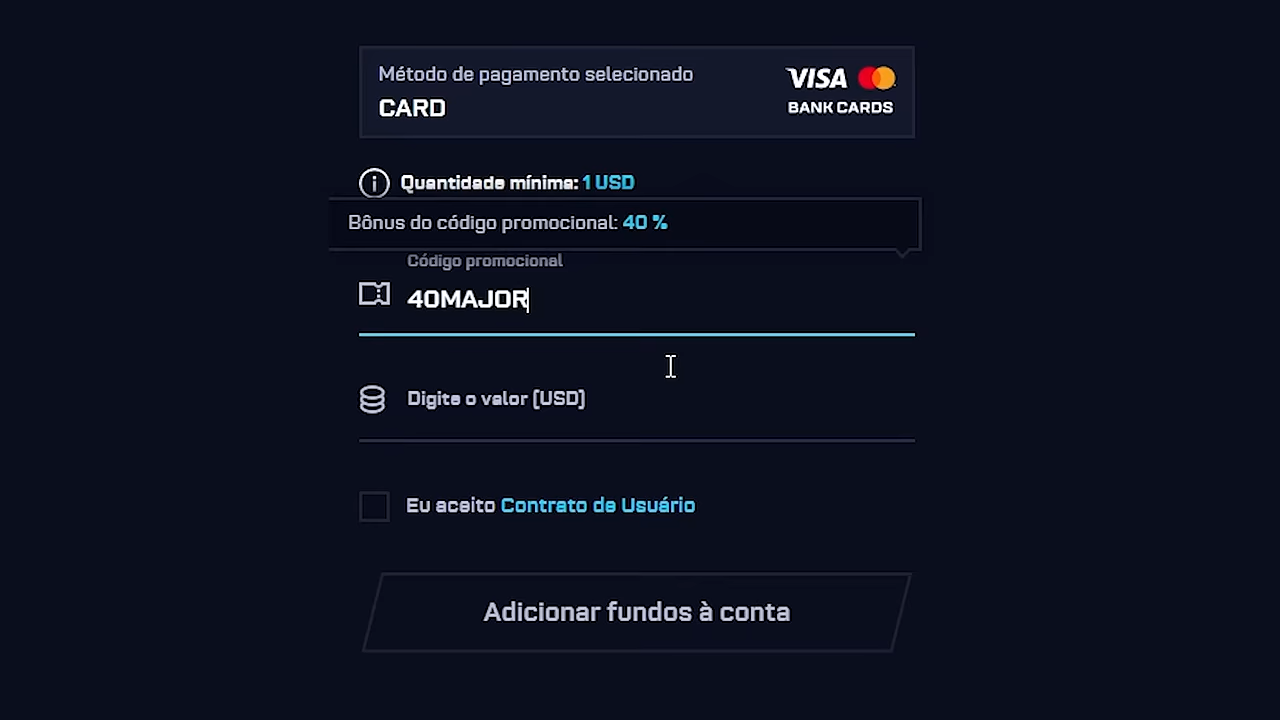 Método de pagamento selecionado
CARD
VISA
BANK CARDS
Quantidade mínima: 1 USD
Bônus do código promocional: 40 %
Código promocional
40MAJOR
Digite o valor (USD)
Eu aceito Contrato de Usuário
Adicionar fundos à conta